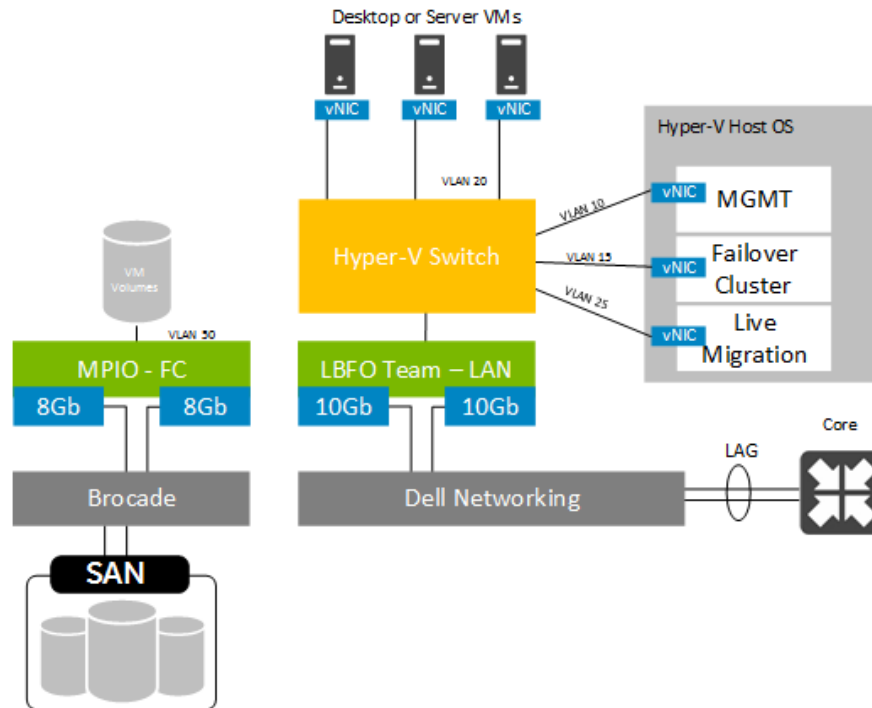 Desktop or Server VMs
vNIC
vNIC
vNIC
VLAN 20
Hyper-V Host OS
vNIC
MGMT
VLAN 10
Hyper-V Switch
VLAN 15
vNIC
Failover
Cluster
VLAN 25
vNIC
Live
Migration
VM
Volumes
VLAN 50
MPIO - FC
8Gb
8Gb
LBFO Team – LAN
10Gb
10Gb
Brocade
Dell Networking
LAG
Core
SAN